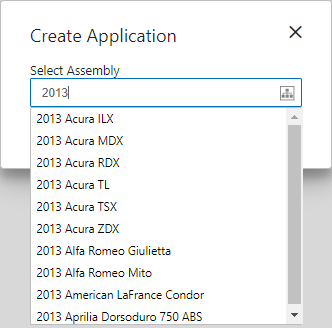 Create Application
Select Assembly
2013
2013 Acura ILX
2013 Acura MDX
2013 Acura RDX
2013 Acura TL
2013 Acura TSX
2013 Acura ZDX
2013 Alfa Romeo Giulietta
2013 Alfa Romeo Mito
2013 American LaFrance Condor
2013 Aprilia Dorsoduro 750 ABS